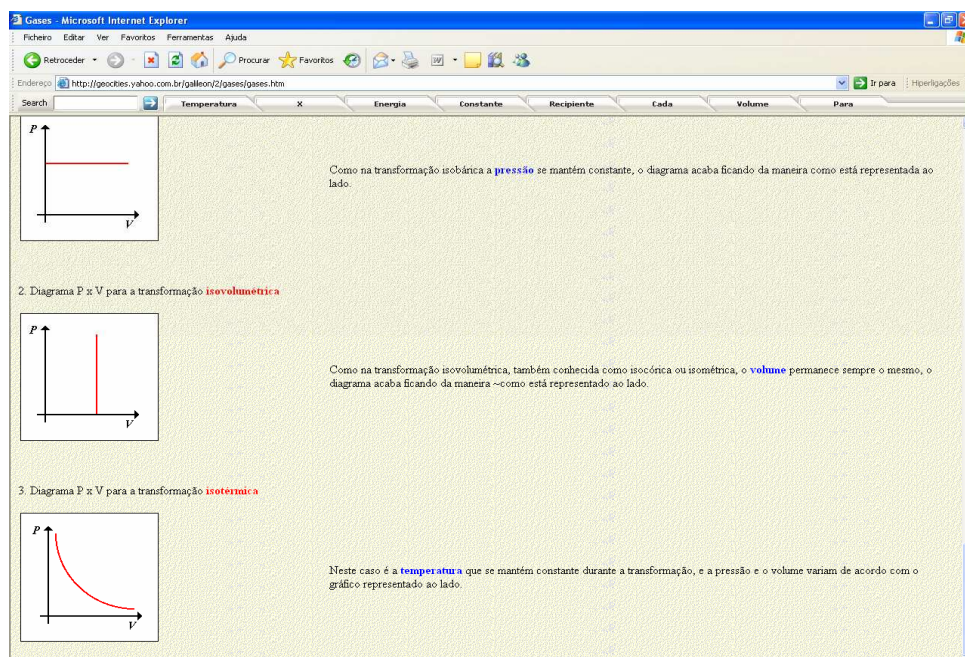 Gases - Microsoft Internet Explorer
Ficheiro Editar Ver Favoritos Ferramentas Ajuda
Retroceder Procurar Favoritos
Endereço http://geocities.yahoo.com.br/galileon/2/gases/gases.htm Ir para Hiperligações
Search Temperatura X Energia Constante Recipiente Cada Volume Para
P
V
Como na transformação isobárica a pressão se mantém constante, o diagrama acaba ficando da maneira como está representada ao
lado.
2. Diagrama P x V para a transformação isovolumétrica
P
V
Como na transformação isovolumétrica, também conhecida como isocórica ou isométrica, o volume permanece sempre o mesmo, o
diagrama acaba ficando da maneira ~como está representado ao lado.
3. Diagrama P x V para a transformação isotérmica
P
V
Neste caso é a temperatura que se mantém constante durante a transformação, e a pressão e o volume variam de acordo com o
gráfico representado ao lado.